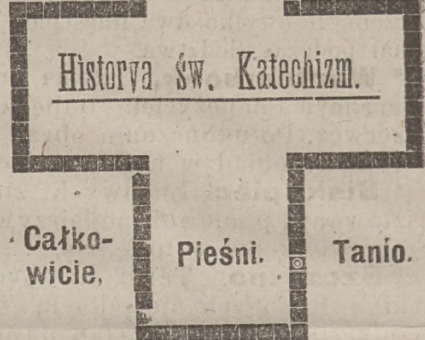 Historya św. Katechizm.
Całko-
wicie,
Pieśni.
Tanio.